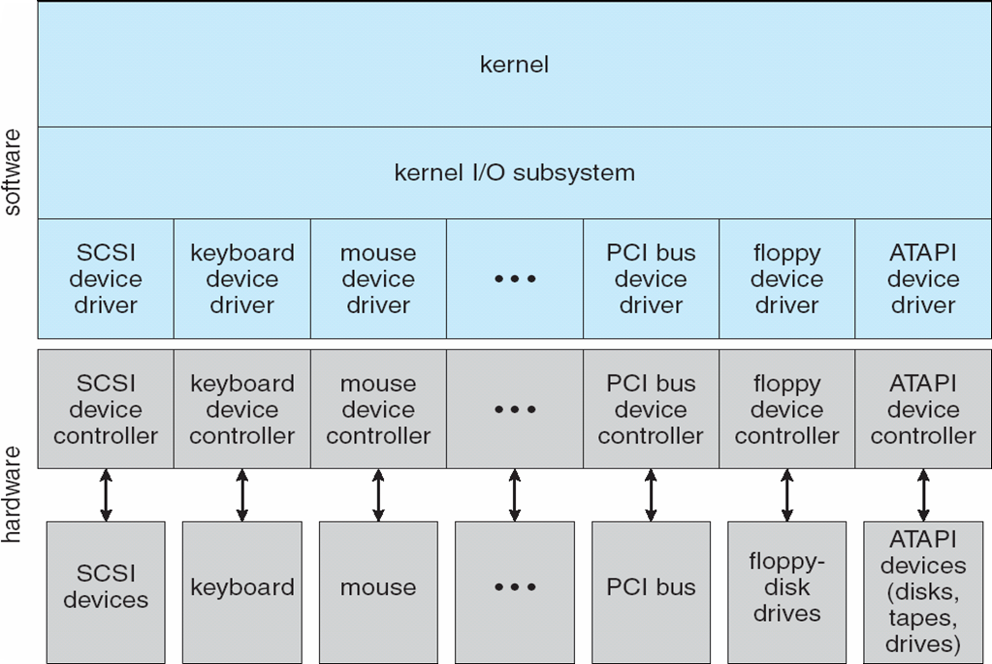 software
kernel
kernel I/O subsystem
SCSI
device
driver
keyboard
device
driver
mouse
device
driver
•••
PCI bus
device
driver
floppy
device
driver
ATAPI
device
driver
hardware
SCSI
device
controller
keyboard
device
controller
mouse
device
controller
•••
PCI bus
device
controller
floppy
device
controller
ATAPI
device
controller
SCSI
devices
keyboard
mouse
•••
PCI bus
floppy-
disk
drives
ATAPI
devices
(disks,
tapes,
drives)